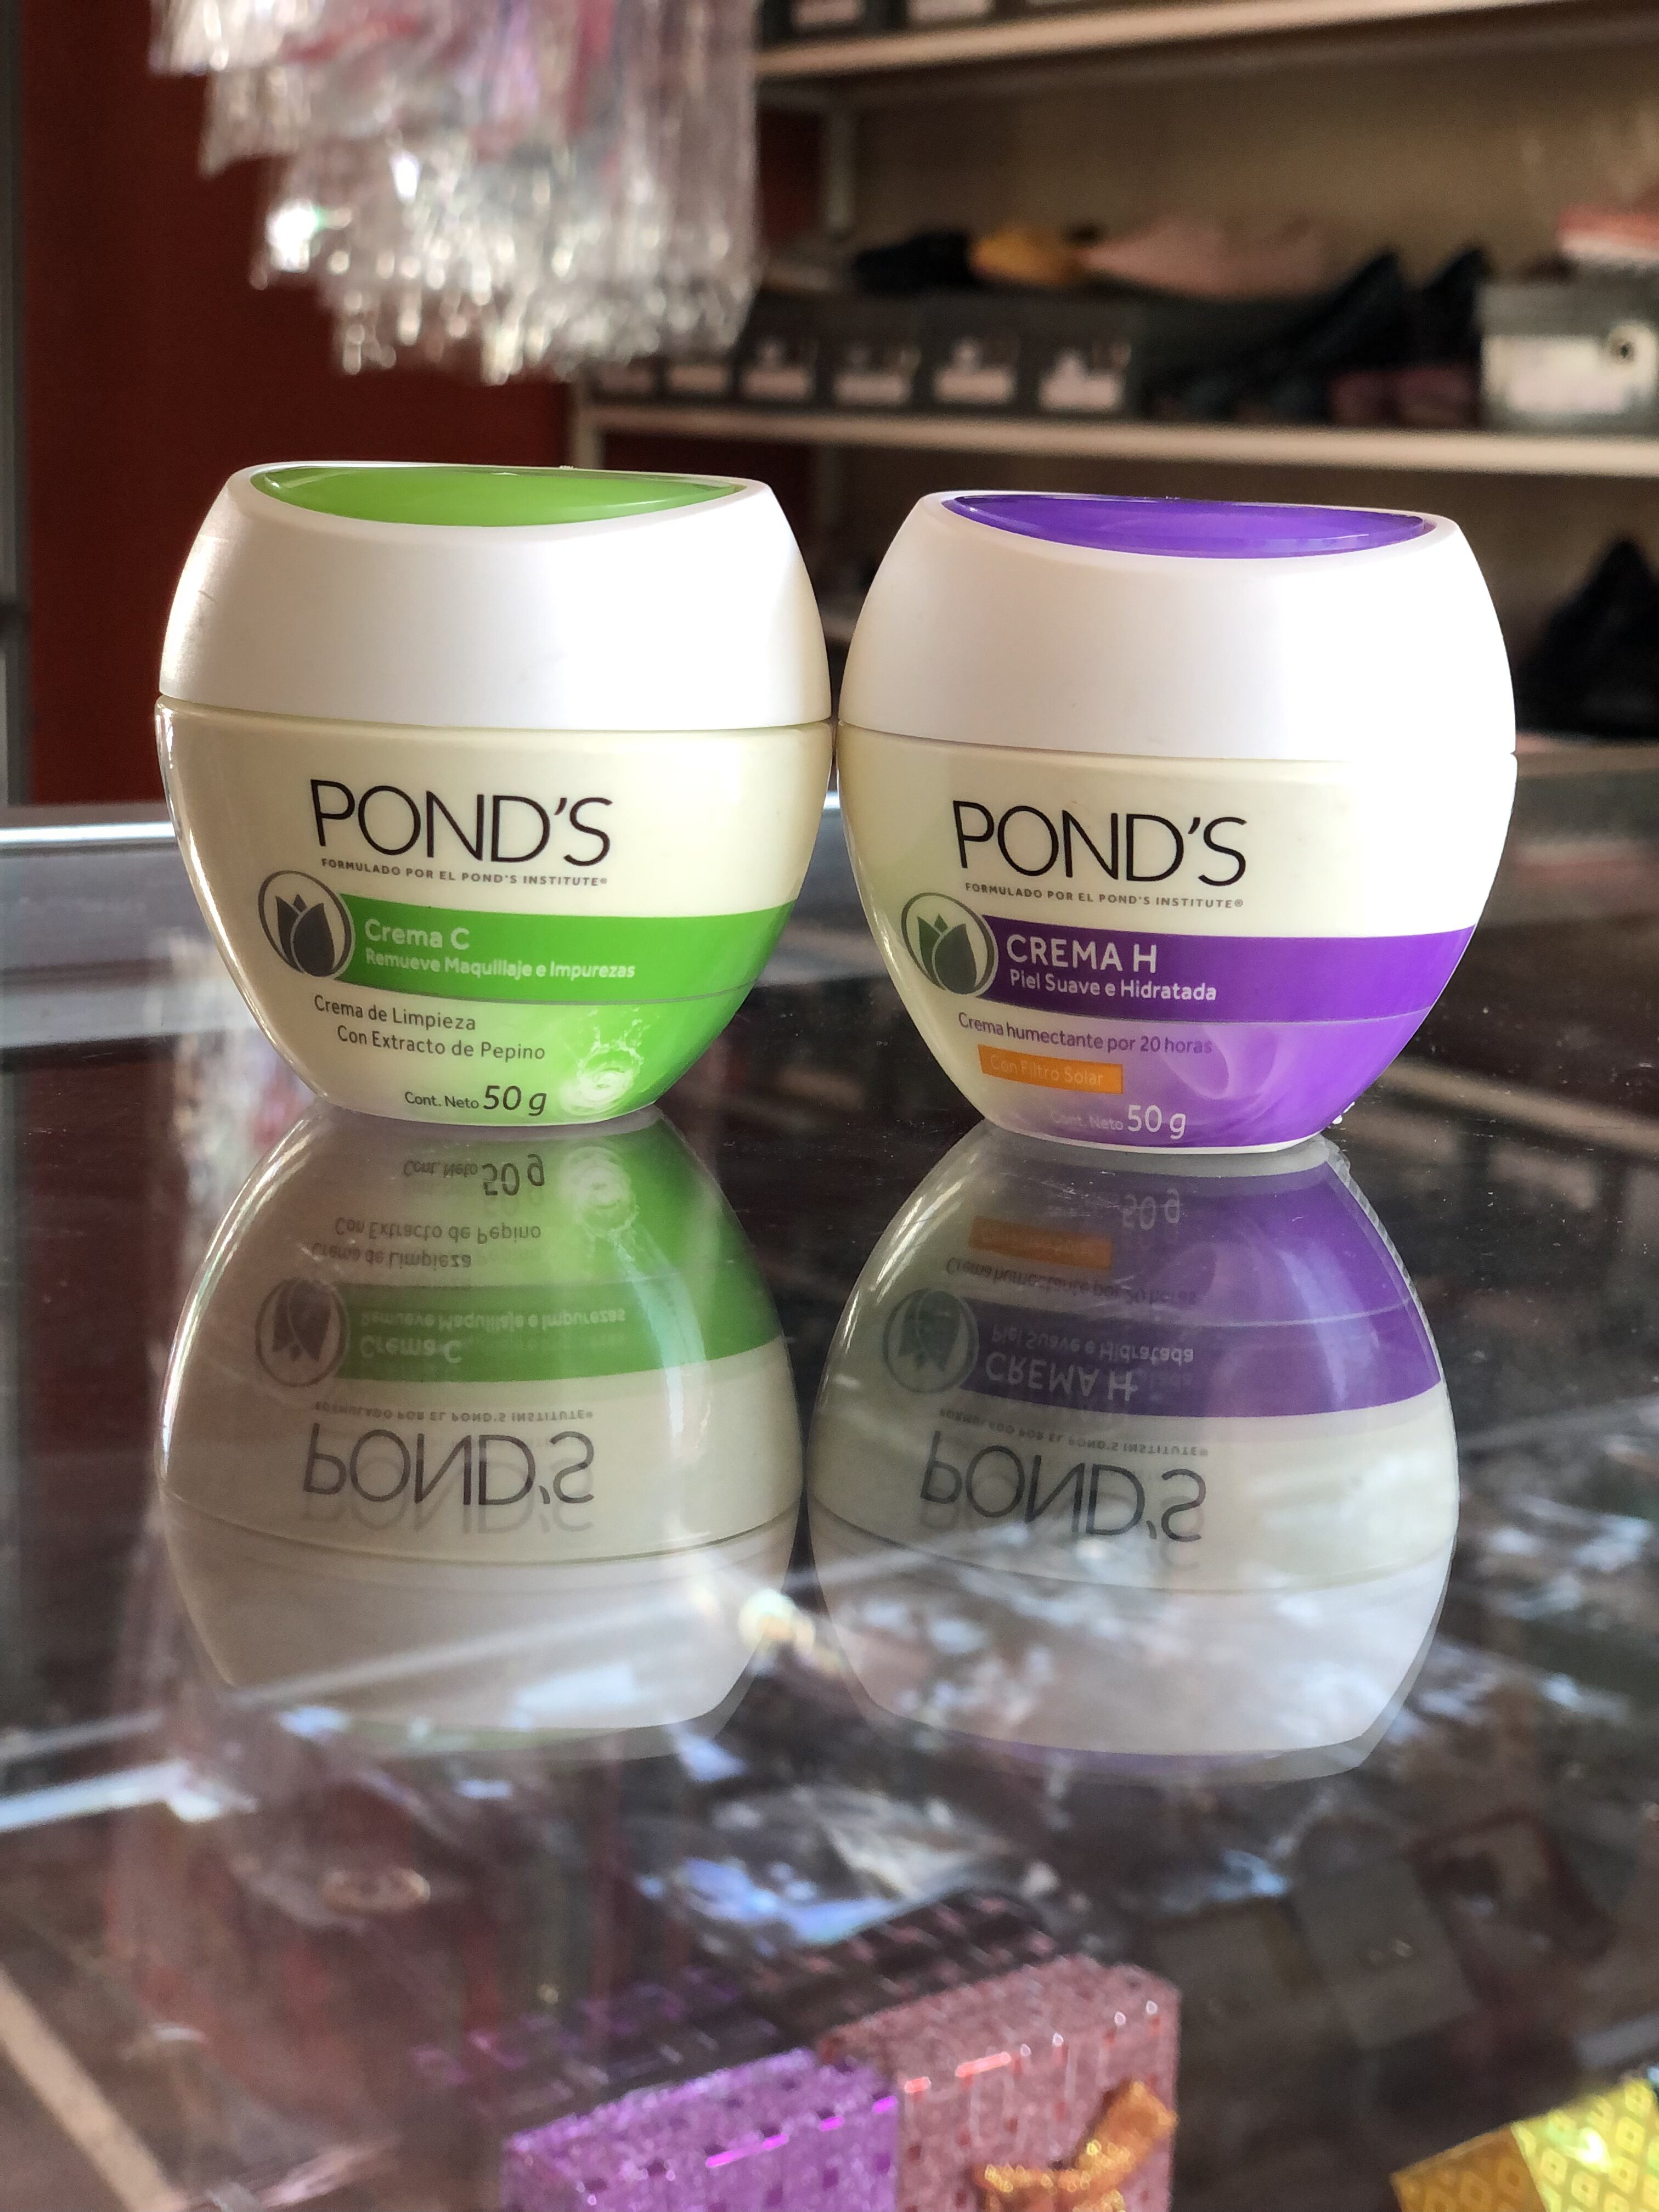 POND'S
FORMULADO POR EL POND'S INSTITUTE®
Crema C
Remueve Maquillaje e Impurezas
Crema de Limpieza
Con Extracto de Pepino
Cont. Neto 50 g
POND'S
FORMULADO POR EL POND'S INSTITUTE®
CREMA H
Piel Suave e Hidratada
Crema humectante por 20 horas
Con Filtro Solar
Cont. Neto 50 g